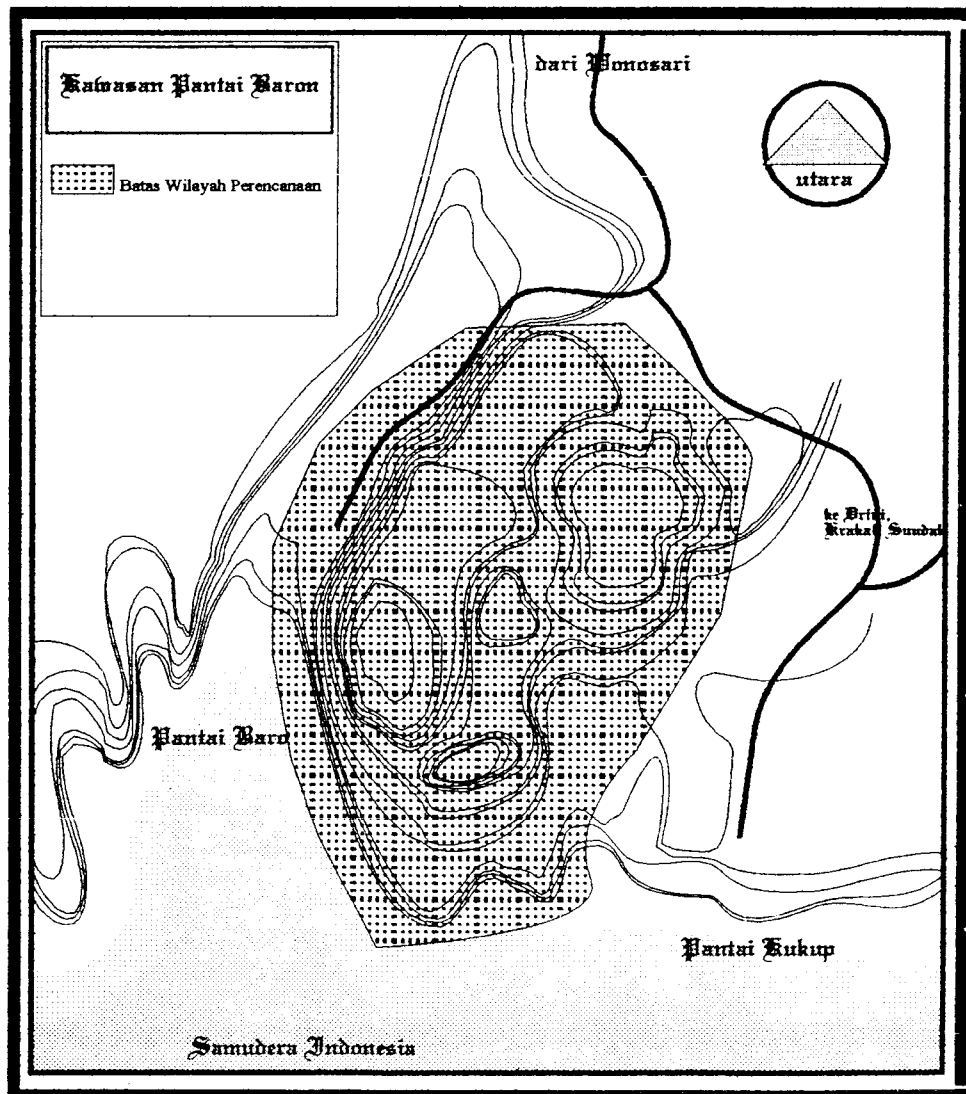 Kawasan Pantai Baron
Batas Wilayah Perencanaan
dari Wonosari
utara
ke Drini,
Krakal, Sundak
Pantai Baro
Pantai Kukup
Samudera Indonesia